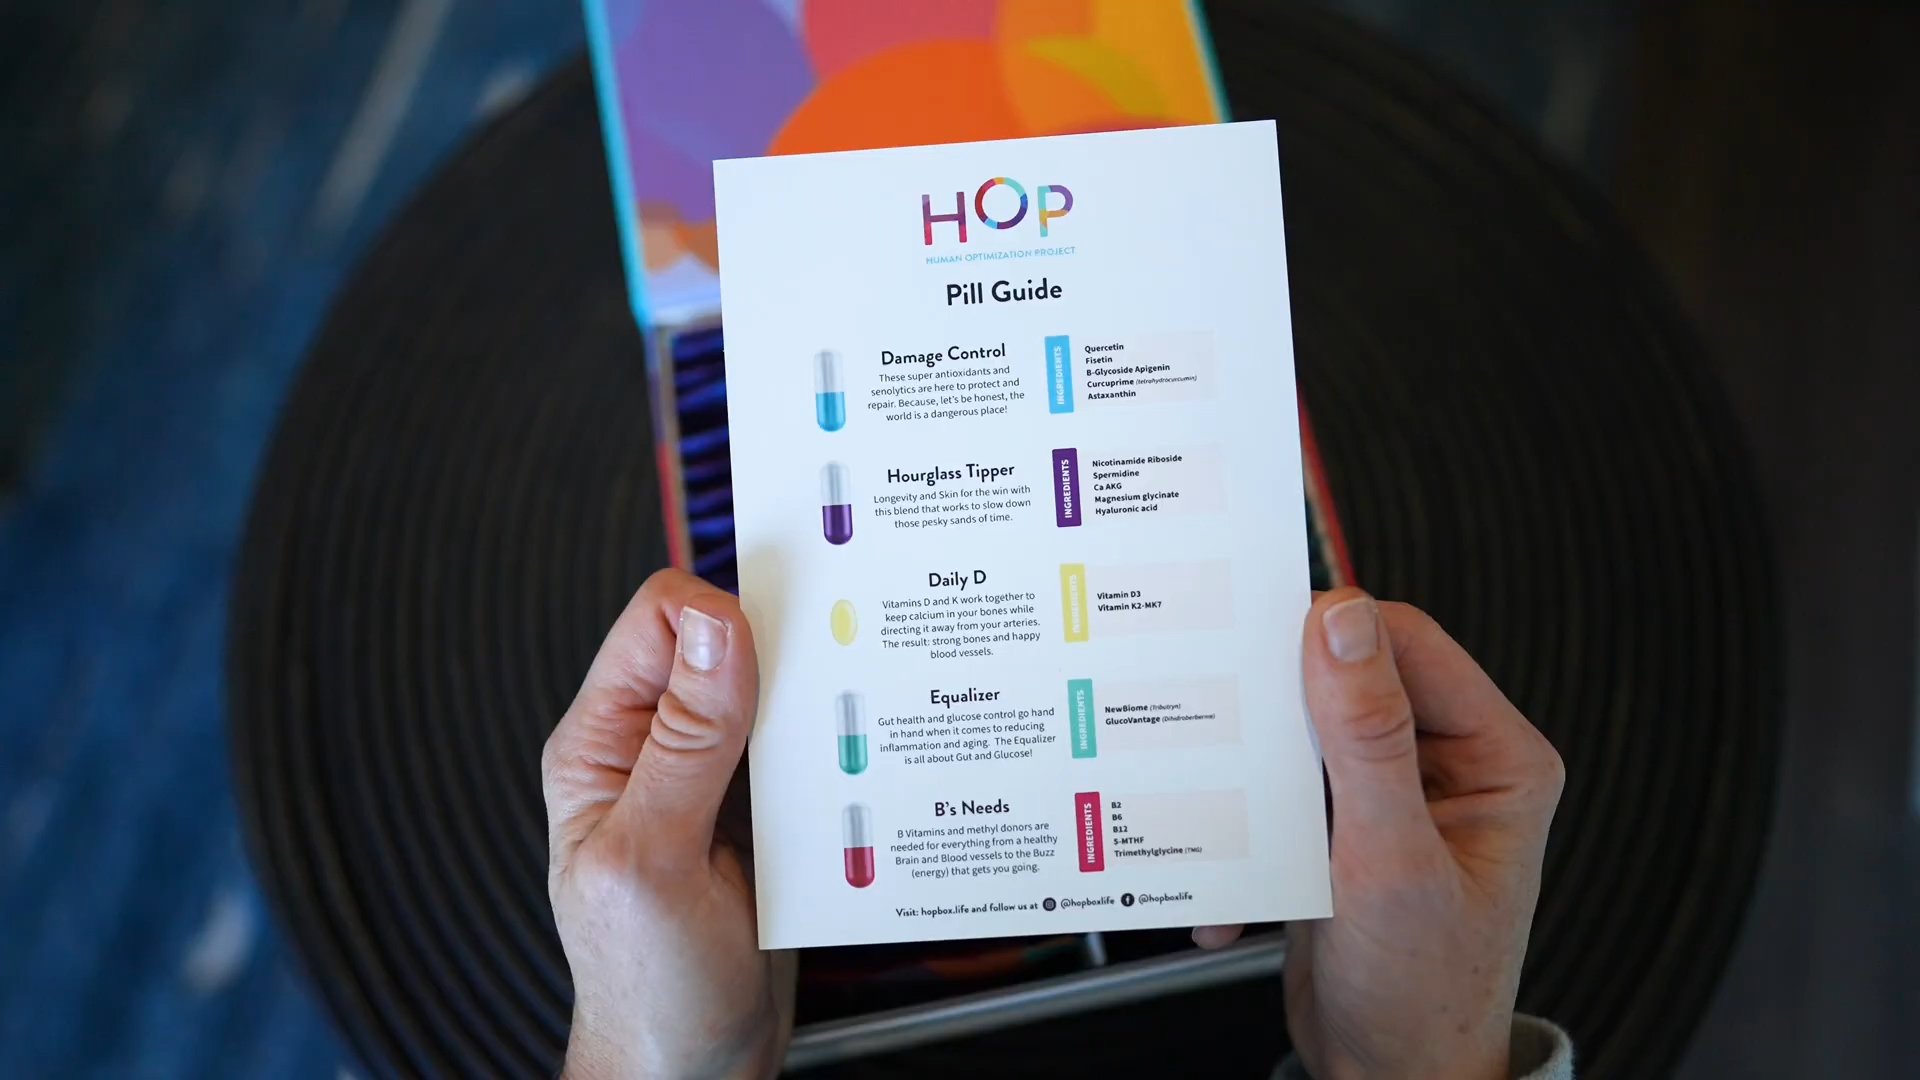 HOP
HUMAN OPTIMIZATION PROJECT
Pill Guide
Damage Control
These super antioxidants and
senolytics are here to protect and
repair. Because, let's be honest, the
world is a dangerous place!
INGREDIENTS
Quercetin
Fisetin
B-Glycoside Apigenin
Curcuprime (tetrahydrocurcumin)
Astaxanthin
Hourglass Tipper
Longevity and Skin for the win with
this blend that works to slow down
those pesky sands of time.
INGREDIENTS
Nicotinamide Riboside
Spermidine
Ca AKG
Magnesium glycinate
Hyaluronic acid
Daily D
Vitamins D and K work together to
keep calcium in your bones while
directing it away from your arteries.
The result: strong bones and happy
blood vessels.
INGREDIENTS
Vitamin D3
Vitamin K2-MK7
Equalizer
Gut health and glucose control go hand
in hand when it comes to reducing
inflammation and aging. The Equalizer
is all about Gut and Glucose!
INGREDIENTS
NewBiome (Tributryn)
GlucoVantage (Dihdroberberine)
B's Needs
B Vitamins and methyl donors are
needed for everything from a healthy
Brain and Blood vessels to the Buzz
(energy) that gets you going.
INGREDIENTS
B2
B6
B12
5-MTHF
Trimethylglycine (TMG)
Visit: hopbox.life and follow us at @hopboxlife @hopboxlife